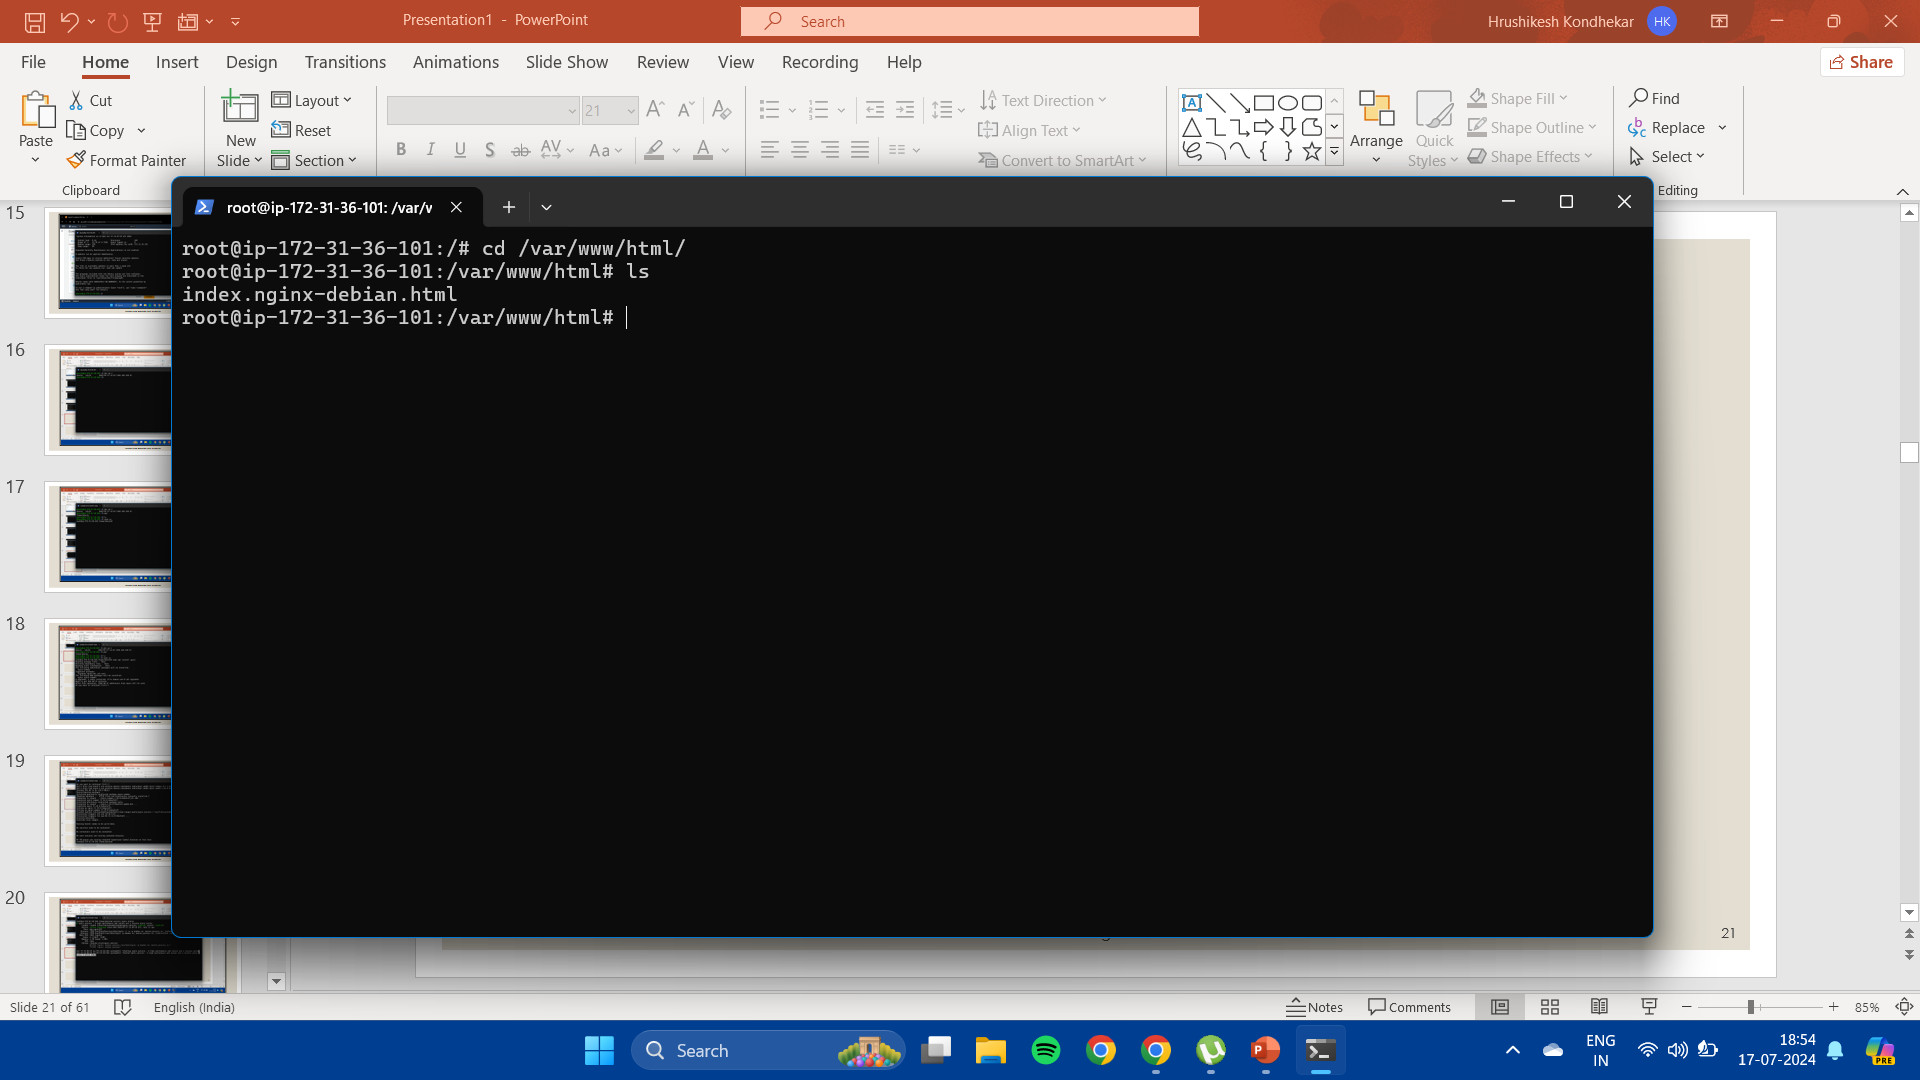 Presentation1 - PowerPoint
Search
Hrushikesh Kondhekar
HK
File
Home
Insert
Design
Transitions
Animations
Slide Show
Review
View
Recording
Help
Share
Paste
Cut
Copy
Format Painter
Clipboard
New
Slide
Layout
Reset
Section
21
B
I
U
S
ab
AV
Aa
A
Text Direction
Align Text
Convert to SmartArt
Arrange
Quick
Styles
Shape Fill
Shape Outline
Shape Effects
Find
Replace
Select
Editing
root@ip-172-31-36-101: /var/v
root@ip-172-31-36-101:/# cd /var/www/html/
root@ip-172-31-36-101:/var/www/html# ls
index.nginx-debian.html
root@ip-172-31-36-101:/var/www/html#
15
16
17
18
19
20
21
Slide 21 of 61
English (India)
Notes
Comments
85%
Search
ENG
IN
18:54
17-07-2024
PRE